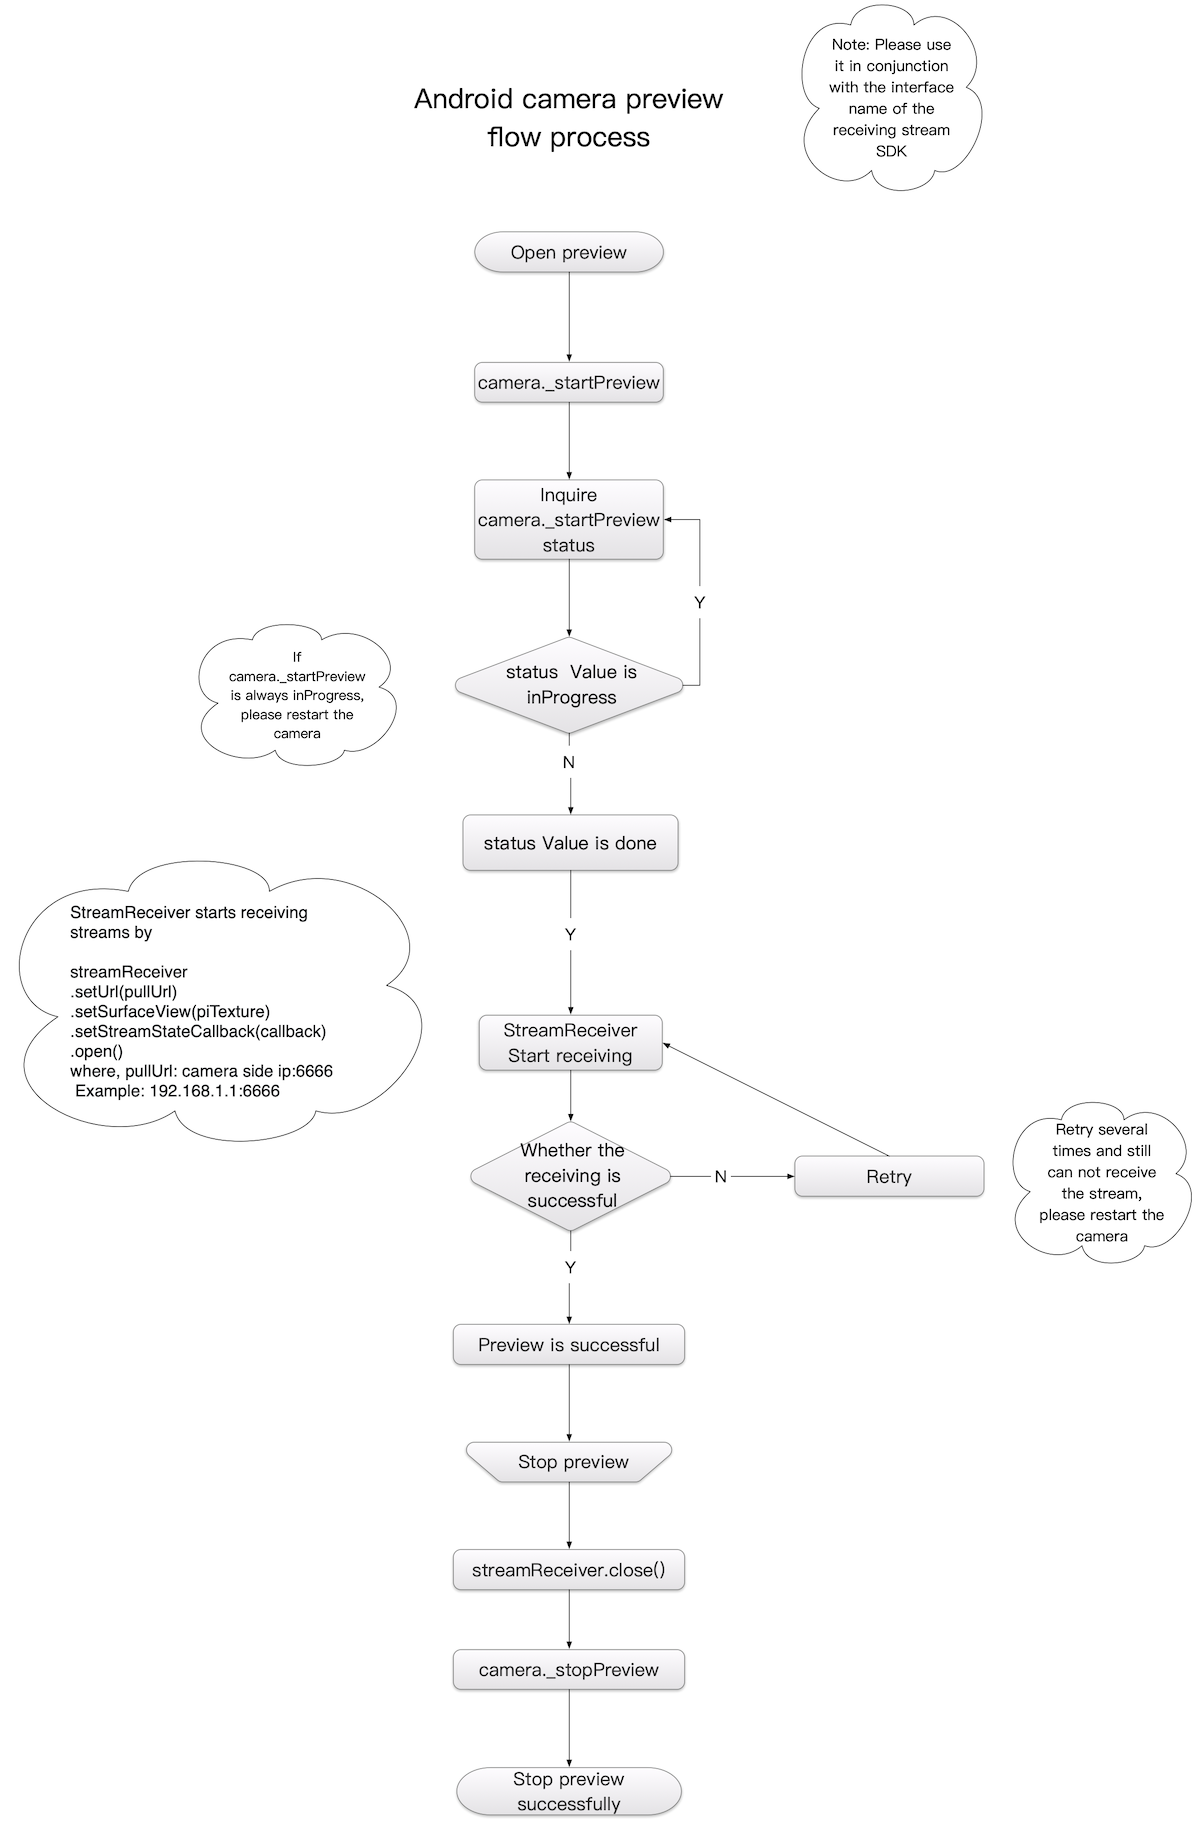 Note: Please use
it in conjunction
with the interface
name of the
receiving stream
SDK
Android camera preview
flow process
Open preview
camera._startPreview
Inquire
camera._startPreview
status
Y
status  Value is
inProgress
If
camera._startPreview
is always inProgress,
please restart the
camera
N
status Value is done
StreamReceiver starts receiving
streams by
streamReceiver
.setUrl(pullUrl)
.setSurfaceView(piTexture)
.setStreamStateCallback(callback)
.open()
where, pullUrl: camera side ip:6666
Example: 192.168.1.1:6666
Y
StreamReceiver
Start receiving
Whether the
receiving is
successful
N
Retry
Retry several
times and still
can not receive
the stream,
please restart the
camera
Y
Preview is successful
Stop preview
streamReceiver.close()
camera._stopPreview
Stop preview
successfully